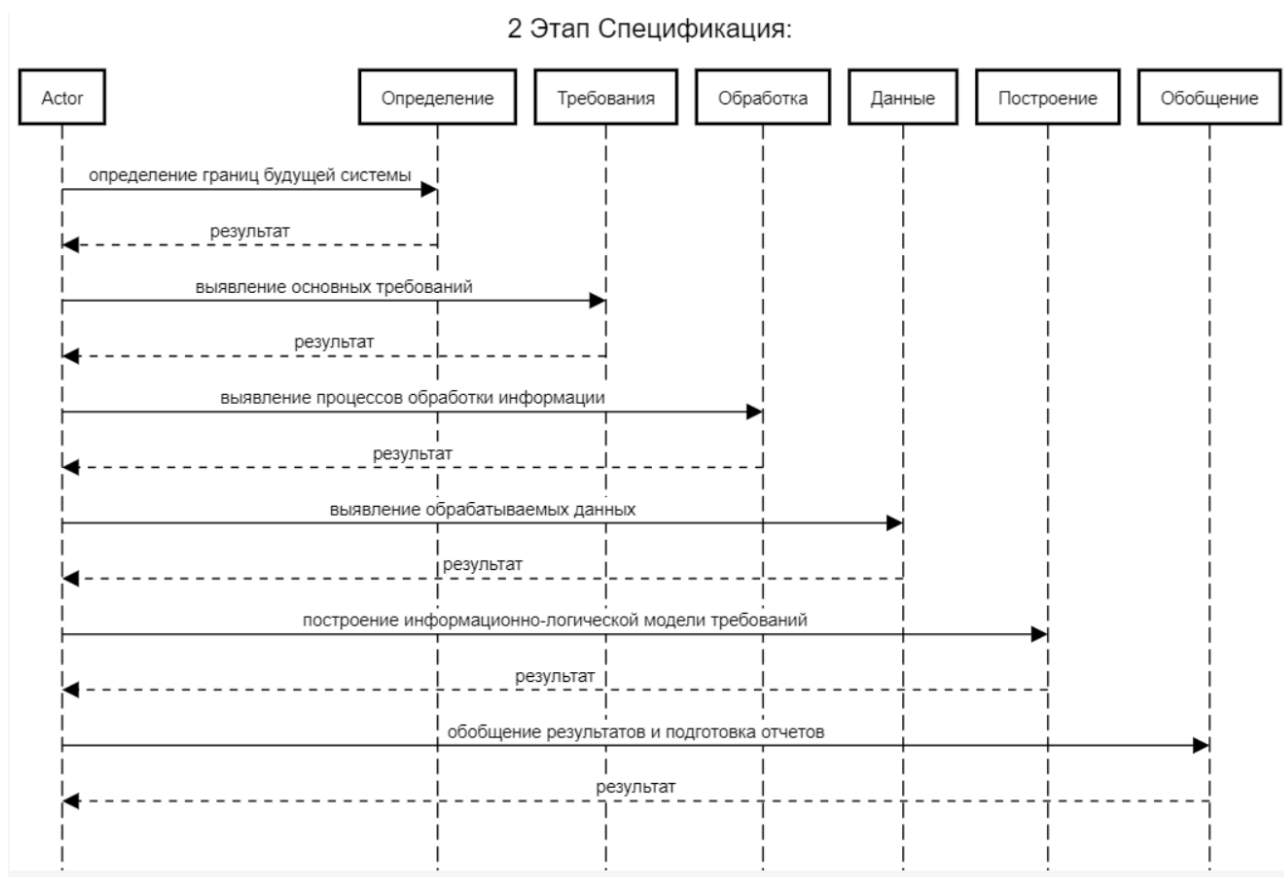 2 Этап Спецификация:
Actor
Определение
Требования
Обработка
Данные
Построение
Обобщение
определение границ будущей системы
результат
выявление основных требований
результат
выявление процессов обработки информации
результат
выявление обрабатываемых данных
результат
построение информационно-логической модели требований
результат
обобщение результатов и подготовка отчетов
результат